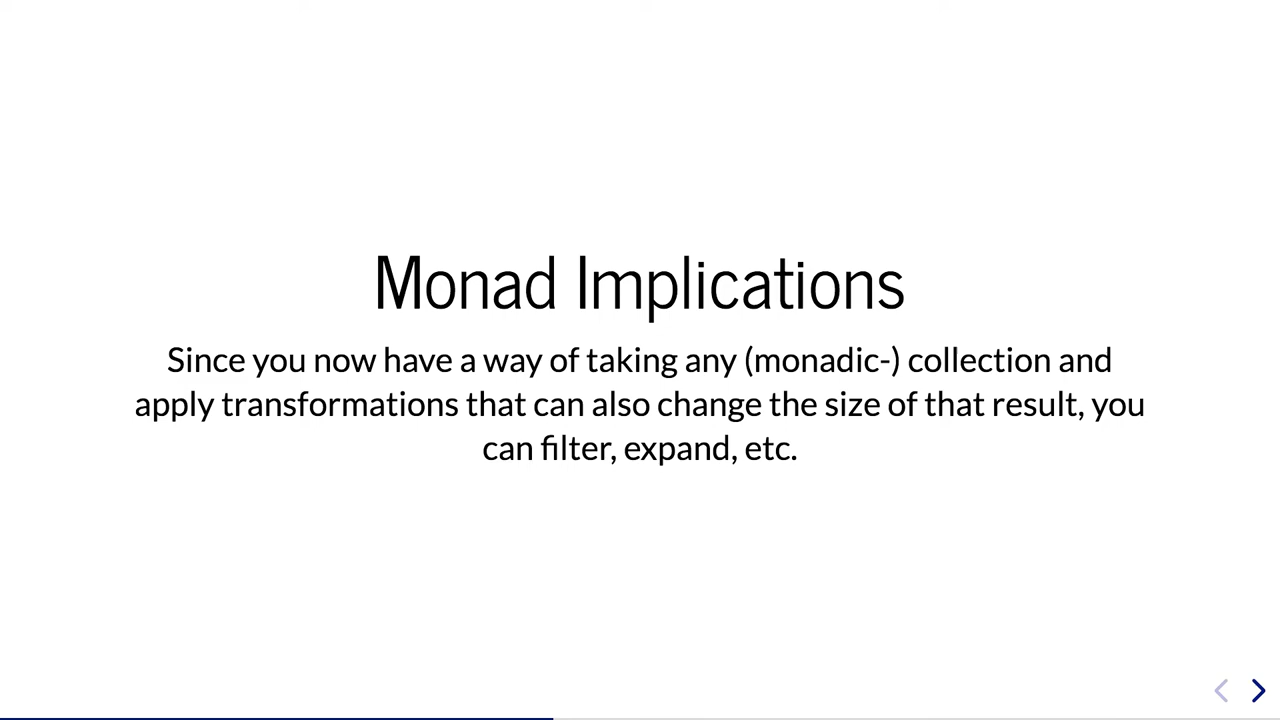 Monad Implications
Since you now have a way of taking any (monadic-) collection and
apply transformations that can also change the size of that result, you
can filter, expand, etc.